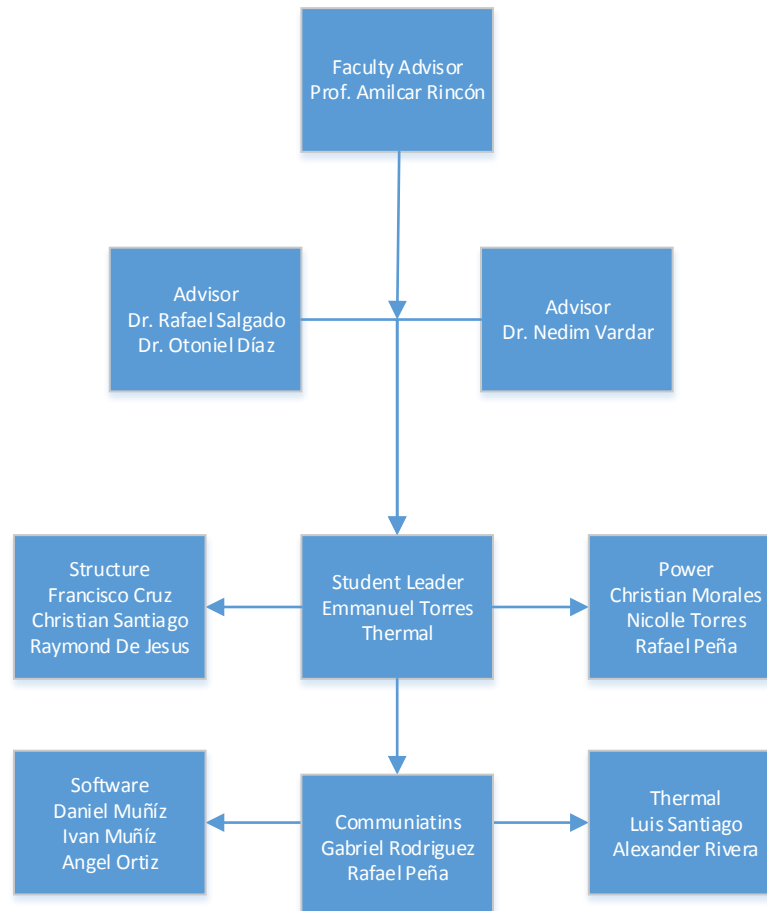 Faculty Advisor
Prof. Amilcar Rincón
Advisor
Dr. Rafael Salgado
Dr. Otoniel Díaz
Advisor
Dr. Nedim Vardar
Structure
Francisco Cruz
Christian Santiago
Raymond De Jesus
Student Leader
Emmanuel Torres
Thermal
Power
Christian Morales
Nicolle Torres
Rafael Peña
Software
Daniel Muñíz
Ivan Muñíz
Angel Ortiz
Communiatins
Gabriel Rodriguez
Rafael Peña
Thermal
Luis Santiago
Alexander Rivera